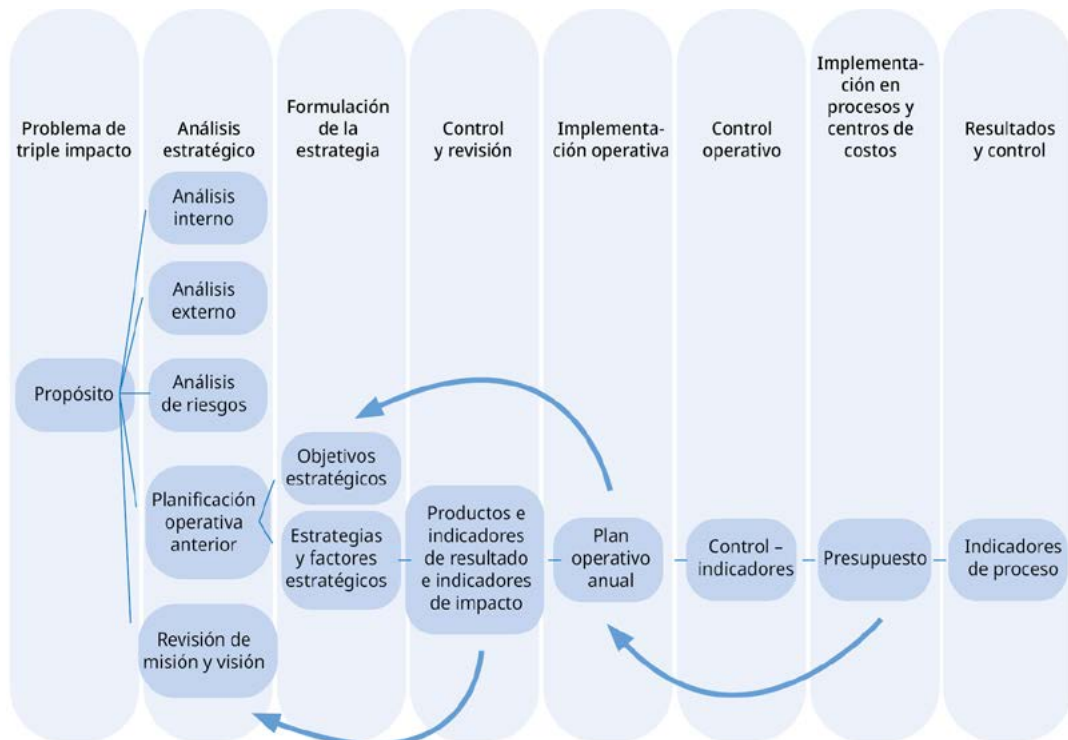 Problema de
triple impacto
Análisis
estratégico
Formulación
de la
estrategia
Control
y revisión
Implementa-
ción operativa
Control
operativo
Implementa-
ción en
procesos y
centros de
costos
Resultados
y control
Propósito
Análisis
interno
Análisis
externo
Análisis
de riesgos
Planificación
operativa
anterior
Revisión de
misión y visión
Objetivos
estratégicos
Estrategias
y factores
estratégicos
Productos e
indicadores
de resultado
e indicadores
de impacto
Plan
operativo
anual
Control –
indicadores
Presupuesto
Indicadores
de proceso